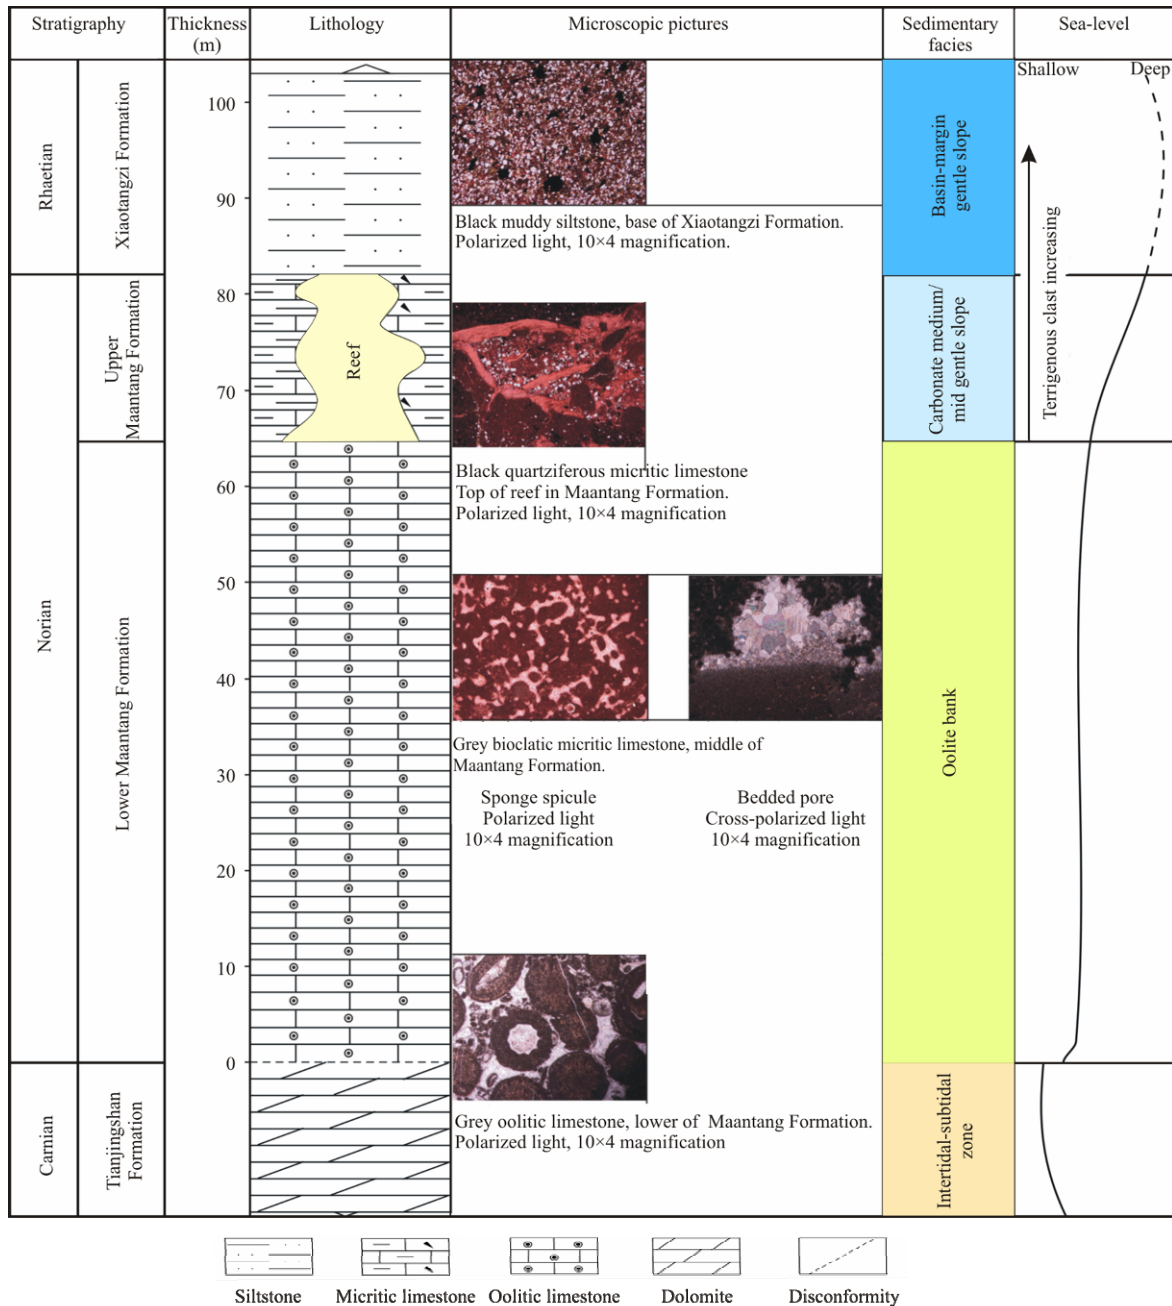 Stratigraphy
Thickness
(m)
Lithology
Microscopic pictures
Sedimentary
facies
Sea-level
Rhaetian
Xiaotangzi Formation
Norian
Upper
Maantang Formation
Lower Maantang Formation
Carnian
Tianjingshan
Formation
100
90
80
70
60
50
40
30
20
10
0
Reef
Black muddy siltstone, base of Xiaotangzi Formation.
Polarized light, 10×4 magnification.
Black quartziferous micritic limestone
Top of reef in Maantang Formation.
Polarized light, 10×4 magnification
Grey bioclatic micritic limestone, middle of
Maantang Formation.
Sponge spicule
Polarized light
10×4 magnification
Bedded pore
Cross-polarized light
10×4 magnification
Grey oolitic limestone, lower of Maantang Formation.
Polarized light, 10×4 magnification
Basin-margin
gentle slope
Carbonate medium/
mid gentle slope
Oolite bank
Intertidal-subtidal
zone
Shallow
Deep
Terrigenous clast increasing
Siltstone
Micritic limestone
Oolitic limestone
Dolomite
Disconformity